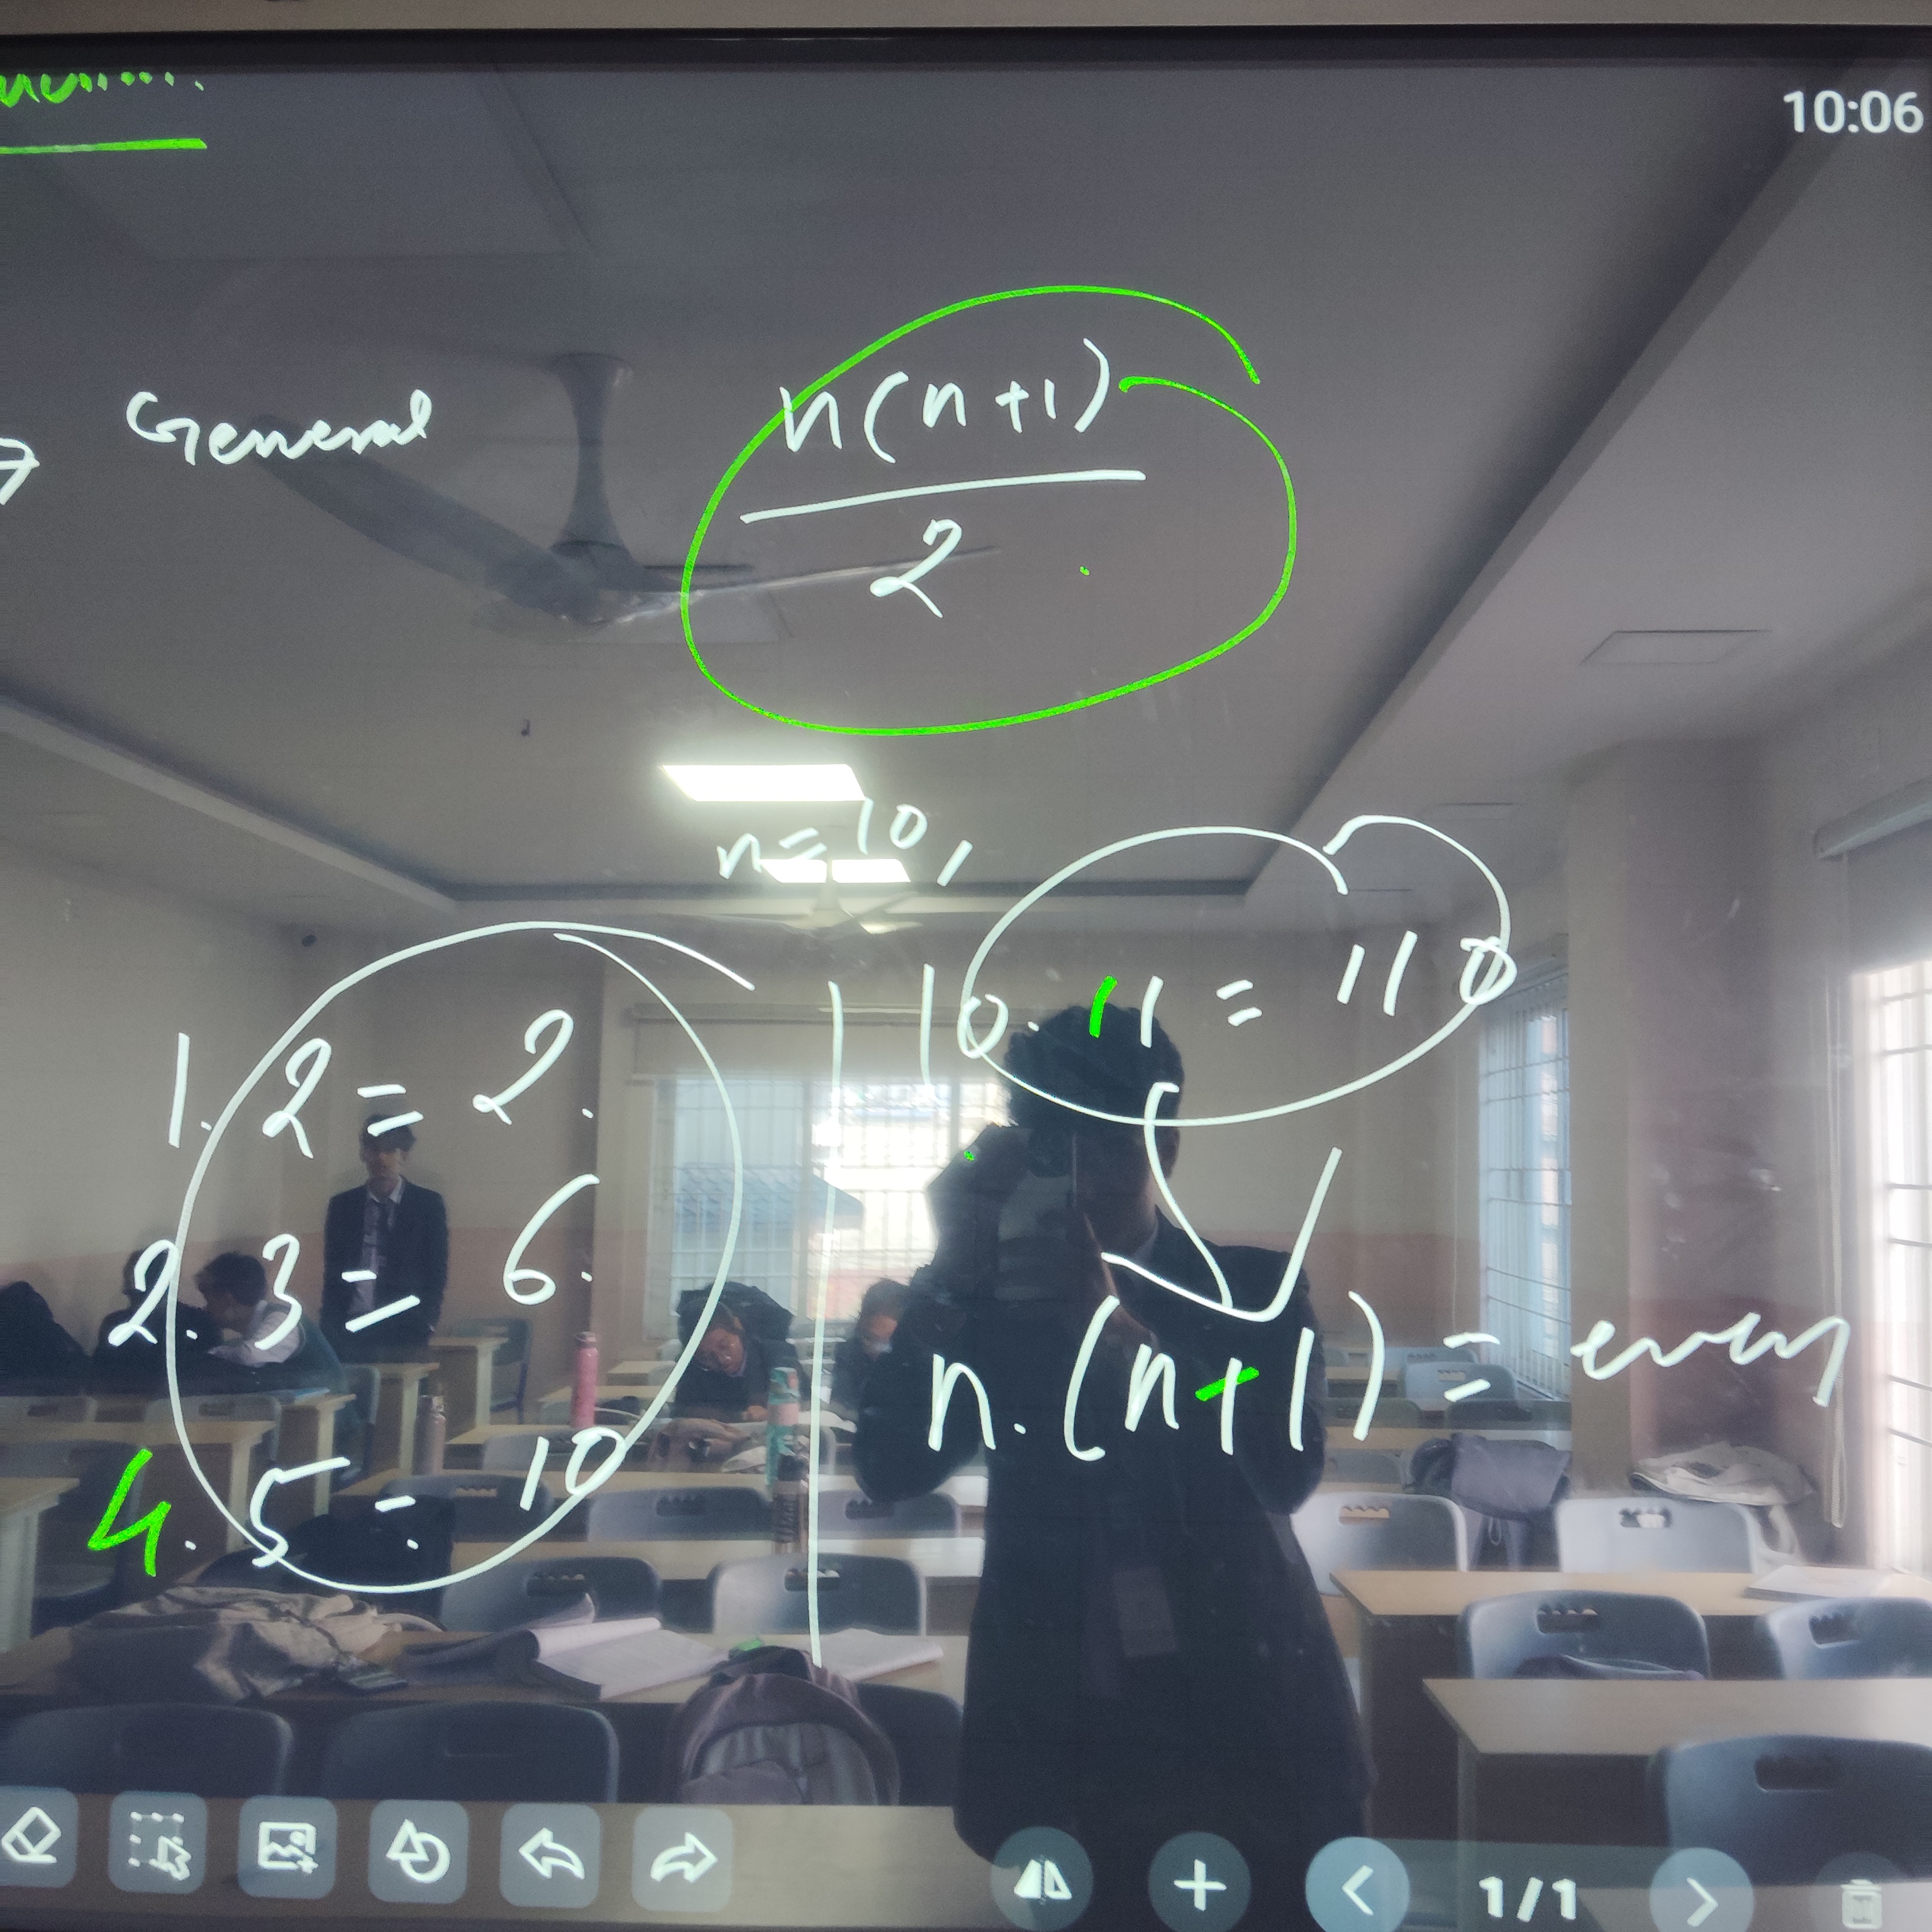 10:06
General n(n+1)
2
n=10,
1. 2 = 2.
2. 3 = 6.
4. 5 = 10
10. 11 = 110
n. (n+1) = even
1/1